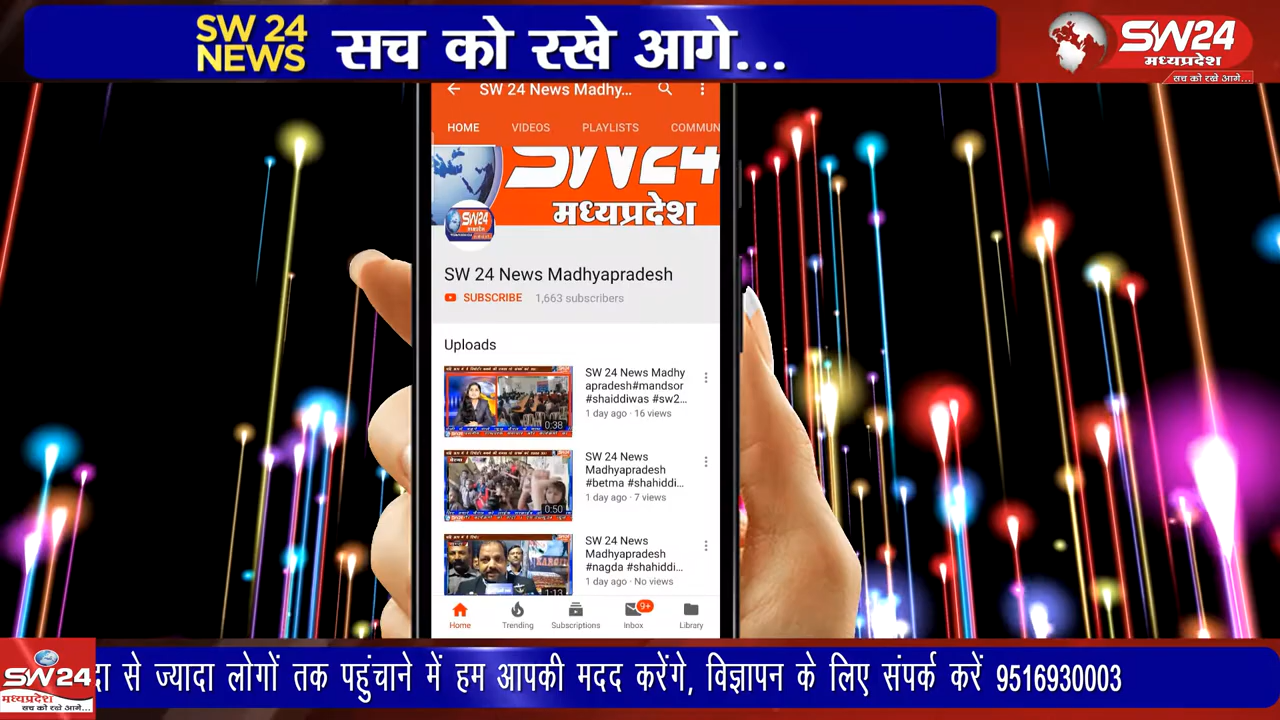 SW 24
NEWS
सच को रखे आगे...
SW24
मध्यप्रदेश
सच को रखे आगे...
SW 24 News Madhy...
HOME VIDEOS PLAYLISTS COMMUN
SW24
मध्यप्रदेश
SW24
SW 24 News Madhyapradesh
SUBSCRIBE 1,663 subscribers
Uploads
SW 24 News Madhy
apradesh#mandsor
#shaiddiwas #sw2...
1 day ago · 16 views
0:38
SW 24 News
Madhyapradesh
#betma #shahiddi...
1 day ago · 7 views
0:50
SW 24 News
Madhyapradesh
#nagda #shahiddi...
1 day ago · No views
1:13
9+
Home Trending Subscriptions Inbox Library
SW24
मध्यप्रदेश
सच को रखे आगे...
दा से ज्यादा लोगों तक पहुंचाने में हम आपकी मदद करेंगे, विज्ञापन के लिए संपर्क करें 9516930003